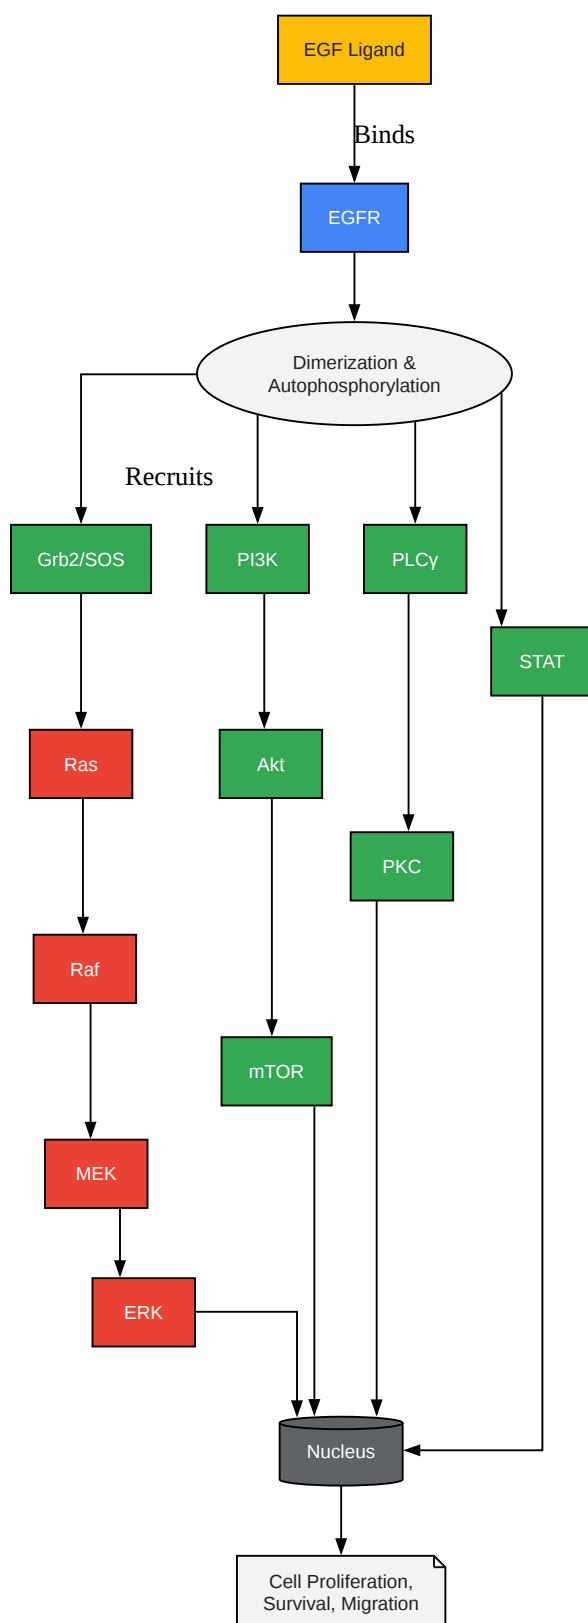 EGF Ligand
Binds
EGFR
Dimerization &
Autophosphorylation
Recruits
Grb2/SOS
PI3K
PLCγ
STAT
Ras
Akt
PKC
Raf
mTOR
MEK
ERK
Nucleus
Cell Proliferation,
Survival, Migration